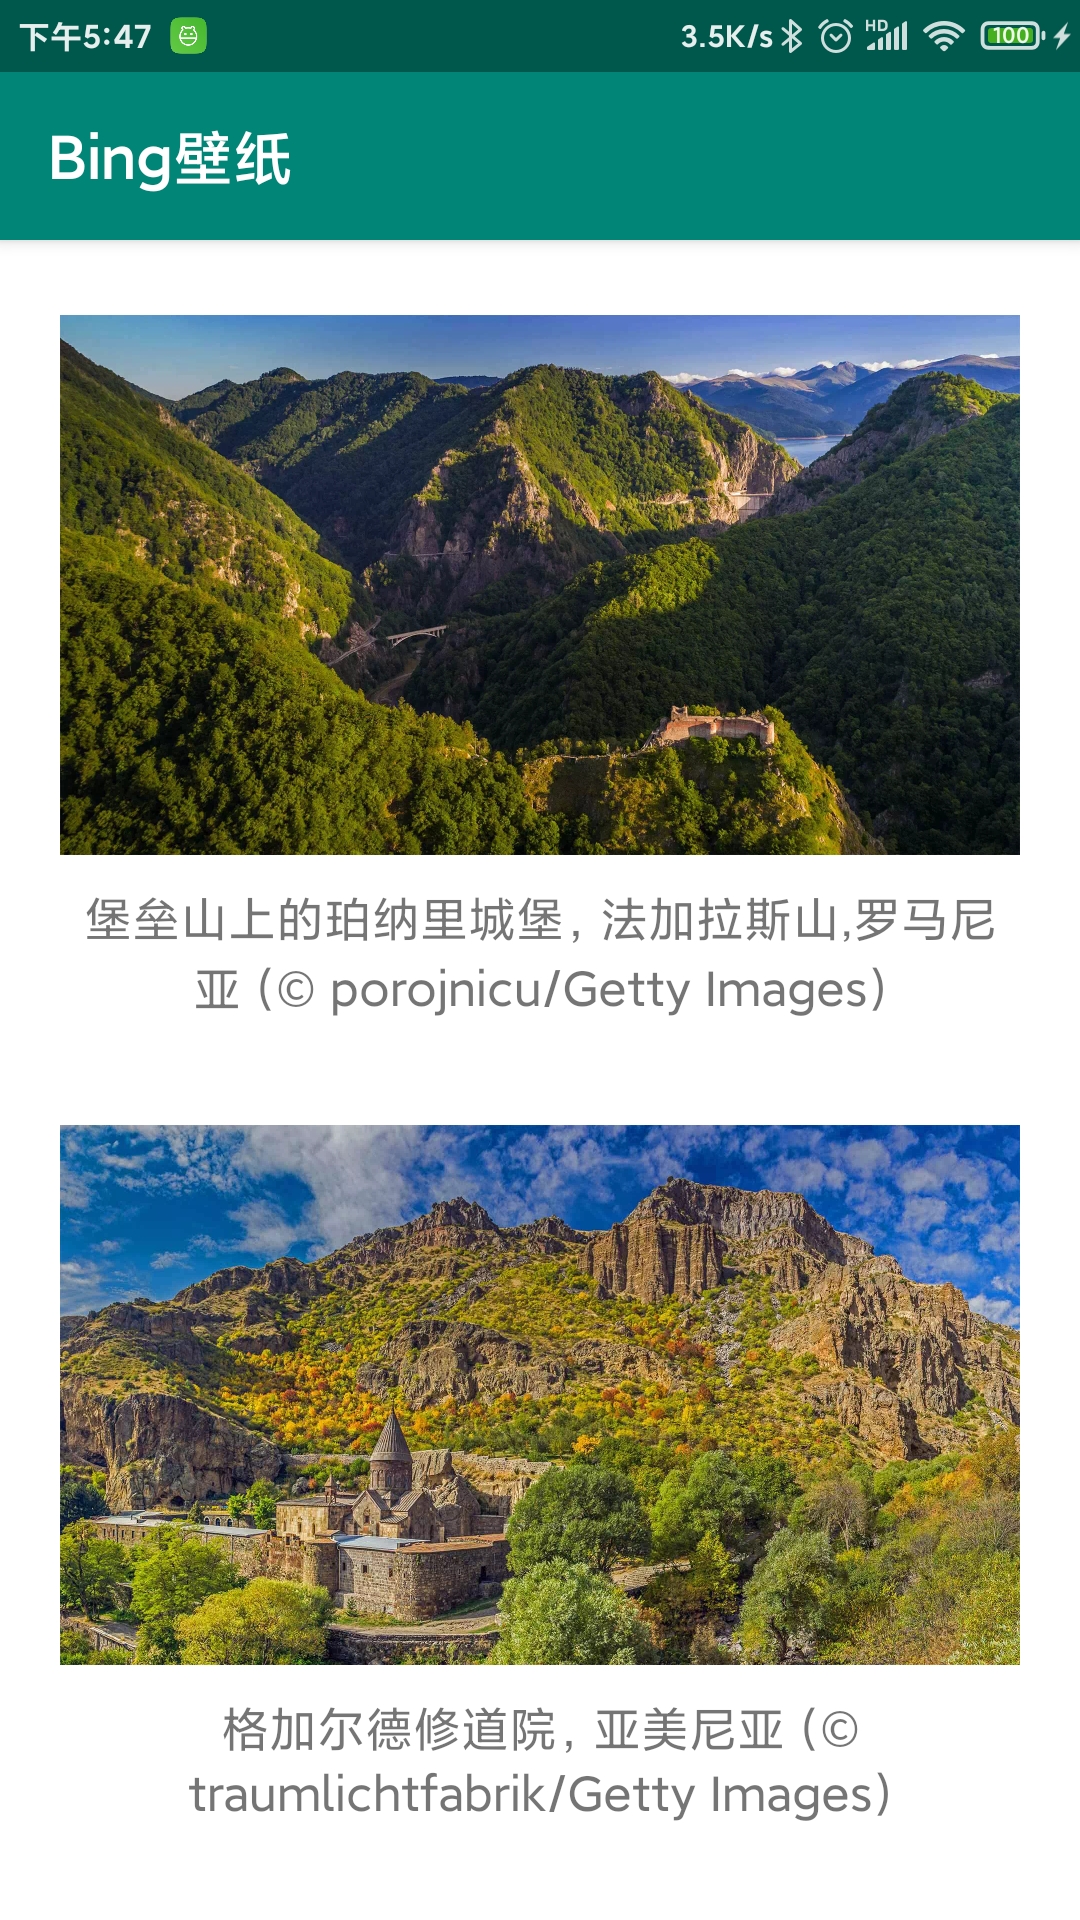 下午5:47
3.5K/s HD 100
Bing壁纸
堡垒山上的珀纳里城堡，法加拉斯山,罗马尼
亚 (© porojnicu/Getty Images)
格加尔德修道院，亚美尼亚 (©
traumlichtfabrik/Getty Images)